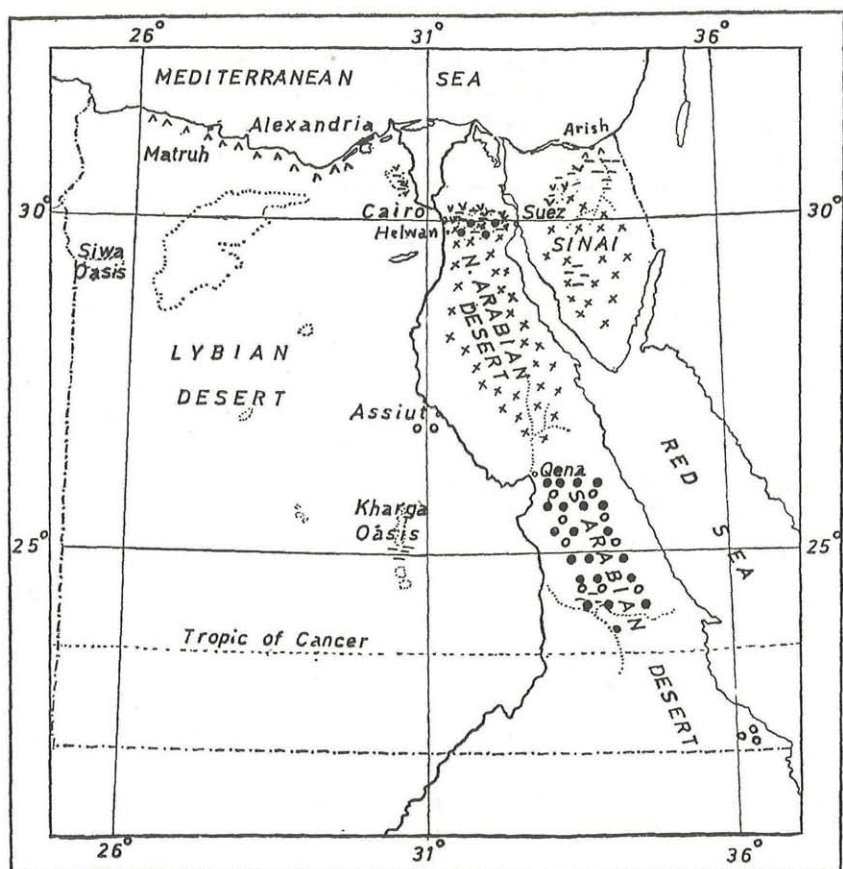 26° 31° 36°
MEDITERRANEAN SEA
Alexandria
Arish
Matruh
30° Cairo Suez 30°
Helwan
SINAI
Siwa
Oasis
N. ARABIAN
DESERT
LYBIAN
DESERT
Assiut
RED SEA
Qena
Kharga
Oasis
25° 25°
S. ARABIAN DESERT
Tropic of Cancer
26° 31° 36°